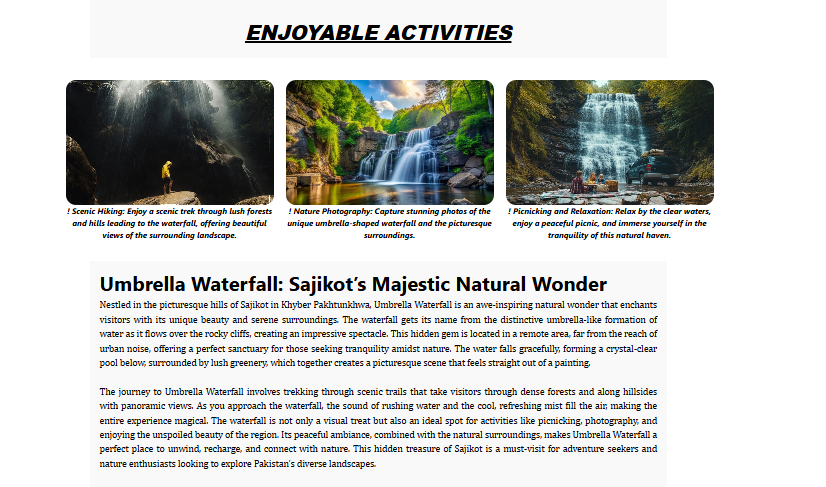 ENJOYABLE ACTIVITIES
! Scenic Hiking: Enjoy a scenic trek through lush forests
and hills leading to the waterfall, offering beautiful
views of the surrounding landscape.
! Nature Photography: Capture stunning photos of the
unique umbrella-shaped waterfall and the picturesque
surroundings.
! Picnicking and Relaxation: Relax by the clear waters,
enjoy a peaceful picnic, and immerse yourself in the
tranquility of this natural haven.
Umbrella Waterfall: Sajikot’s Majestic Natural Wonder
Nestled in the picturesque hills of Sajikot in Khyber Pakhtunkhwa, Umbrella Waterfall is an awe-inspiring natural wonder that enchants
visitors with its unique beauty and serene surroundings. The waterfall gets its name from the distinctive umbrella-like formation of
water as it flows over the rocky cliffs, creating an impressive spectacle. This hidden gem is located in a remote area, far from the reach of
urban noise, offering a perfect sanctuary for those seeking tranquility amidst nature. The water falls gracefully, forming a crystal-clear
pool below, surrounded by lush greenery, which together creates a picturesque scene that feels straight out of a painting.
The journey to Umbrella Waterfall involves trekking through scenic trails that take visitors through dense forests and along hillsides
with panoramic views. As you approach the waterfall, the sound of rushing water and the cool, refreshing mist fill the air, making the
entire experience magical. The waterfall is not only a visual treat but also an ideal spot for activities like picnicking, photography, and
enjoying the unspoiled beauty of the region. Its peaceful ambiance, combined with the natural surroundings, makes Umbrella Waterfall a
perfect place to unwind, recharge, and connect with nature. This hidden treasure of Sajikot is a must-visit for adventure seekers and
nature enthusiasts looking to explore Pakistan's diverse landscapes.